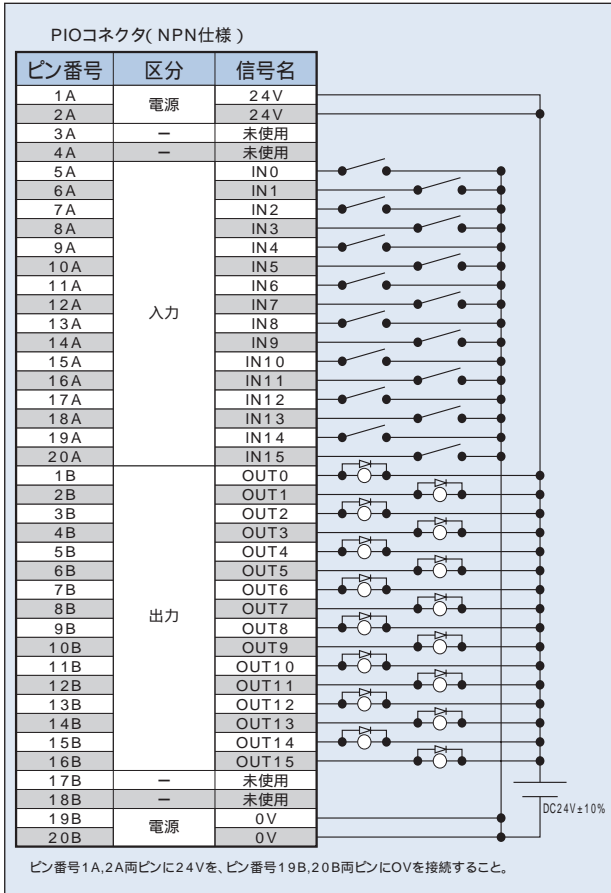 PIOコネクタ( NPN仕様 )
ピン番号 区分 信号名
1A 電源 24V
2A 24V
3A ー 未使用
4A ー 未使用
5A 入力 IN0
6A IN1
7A IN2
8A IN3
9A IN4
10A IN5
11A IN6
12A IN7
13A IN8
14A IN9
15A IN10
16A IN11
17A IN12
18A IN13
19A IN14
20A IN15
1B 出力 OUT0
2B OUT1
3B OUT2
4B OUT3
5B OUT4
6B OUT5
7B OUT6
8B OUT7
9B OUT8
10B OUT9
11B OUT10
12B OUT11
13B OUT12
14B OUT13
15B OUT14
16B OUT15
17B ー 未使用
18B ー 未使用
19B 電源 0V
20B 0V
DC24V±10%
ピン番号1A,2A両ピンに24Vを、ピン番号19B,20B両ピンにOVを接続すること。